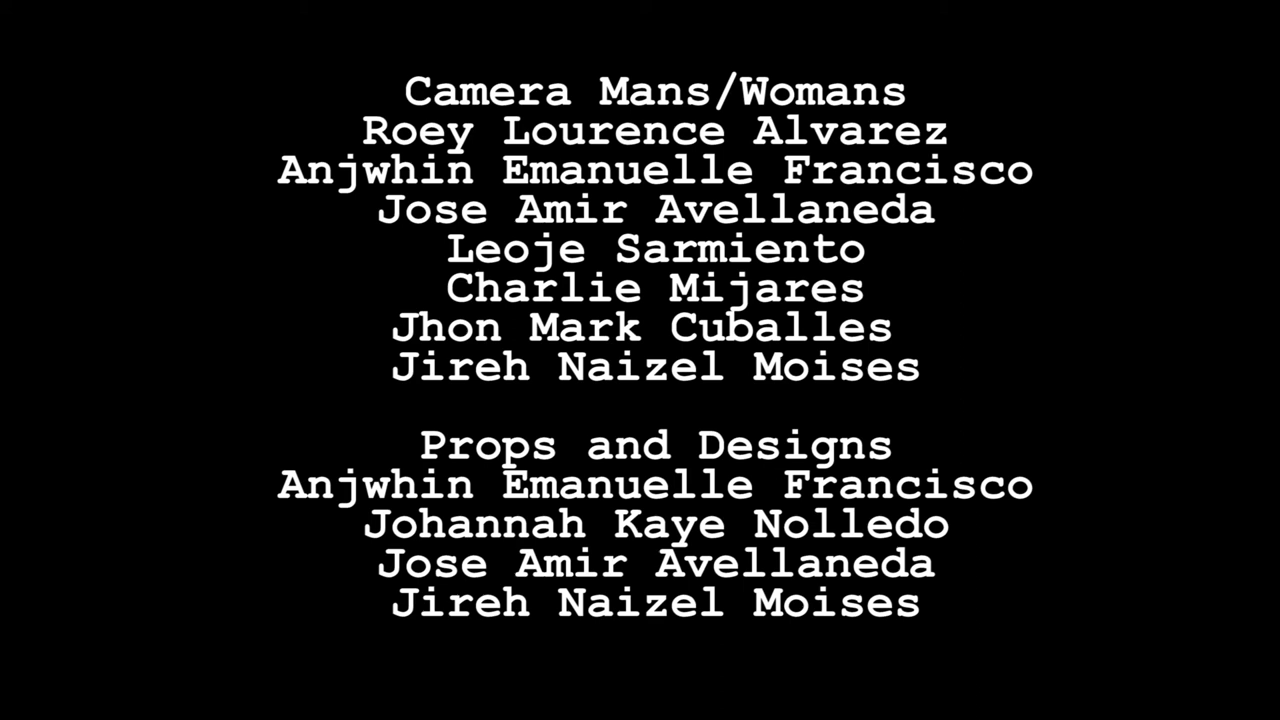 Camera Mans/Womans
Roey Lourence Alvarez
Anjwhin Emanuelle Francisco
Jose Amir Avellaneda
Leoje Sarmiento
Charlie Mijares
Jhon Mark Cuballes
Jireh Naizel Moises
Props and Designs
Anjwhin Emanuelle Francisco
Johannah Kaye Nolledo
Jose Amir Avellaneda
Jireh Naizel Moises